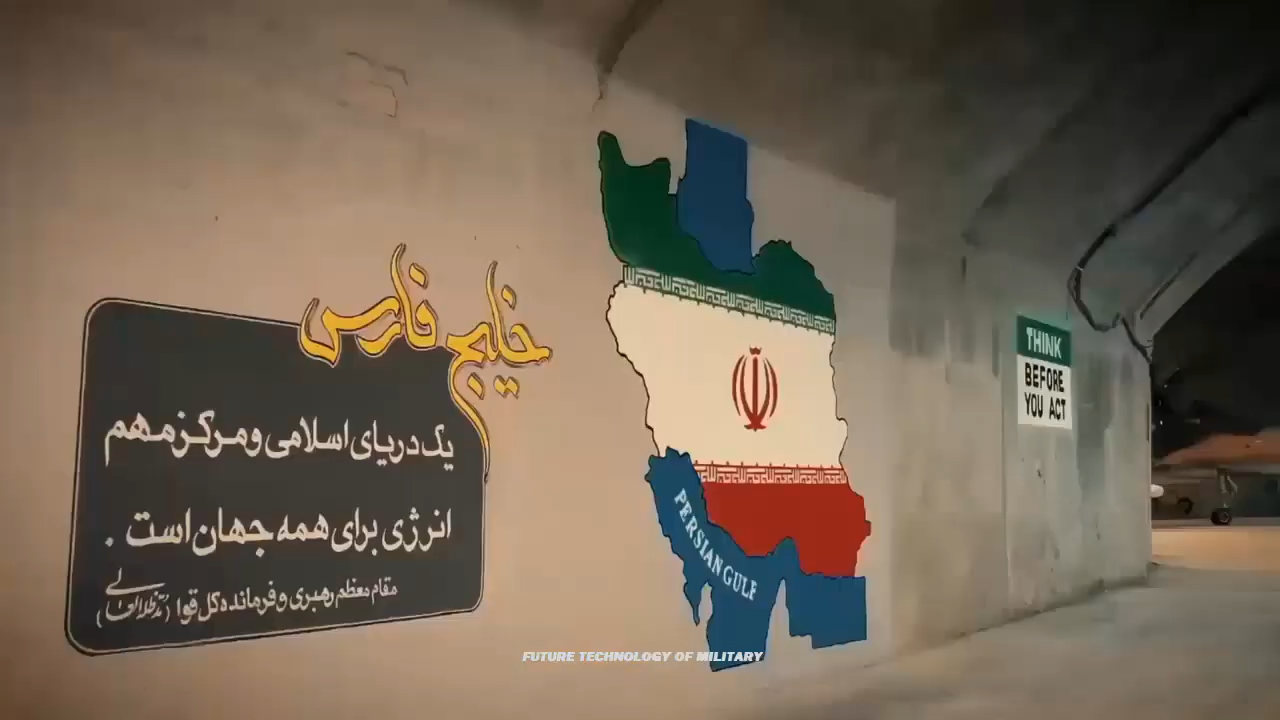 خلیج فارس
یک دریای اسلامی و مرکز مهم
انرژی برای همه جهان است .
مقام معظم رهبری و فرمانده کل قوا (مدظله العالی)
PERSIAN GULF
THINK
BEFORE
YOU ACT
FUTURE TECHNOLOGY OF MILITARY